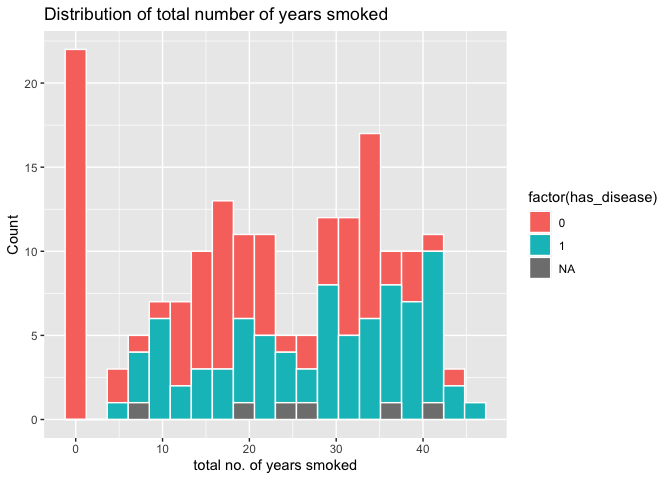 Distribution of total number of years smoked
Count
20
15
10
5
0
0 10 20 30 40
total no. of years smoked
factor(has_disease)
0
1
NA